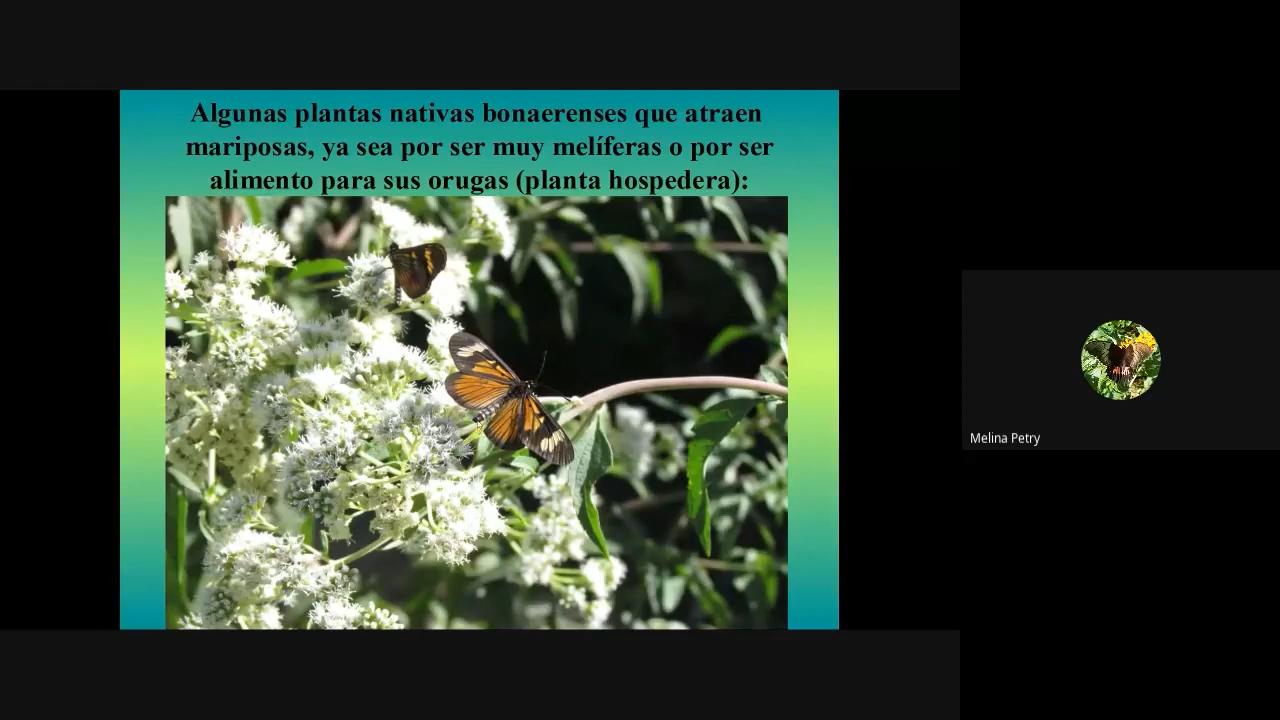 Algunas plantas nativas bonaerenses que atraen
mariposas, ya sea por ser muy melíferas o por ser
alimento para sus orugas (planta hospedera):
Melina Petry